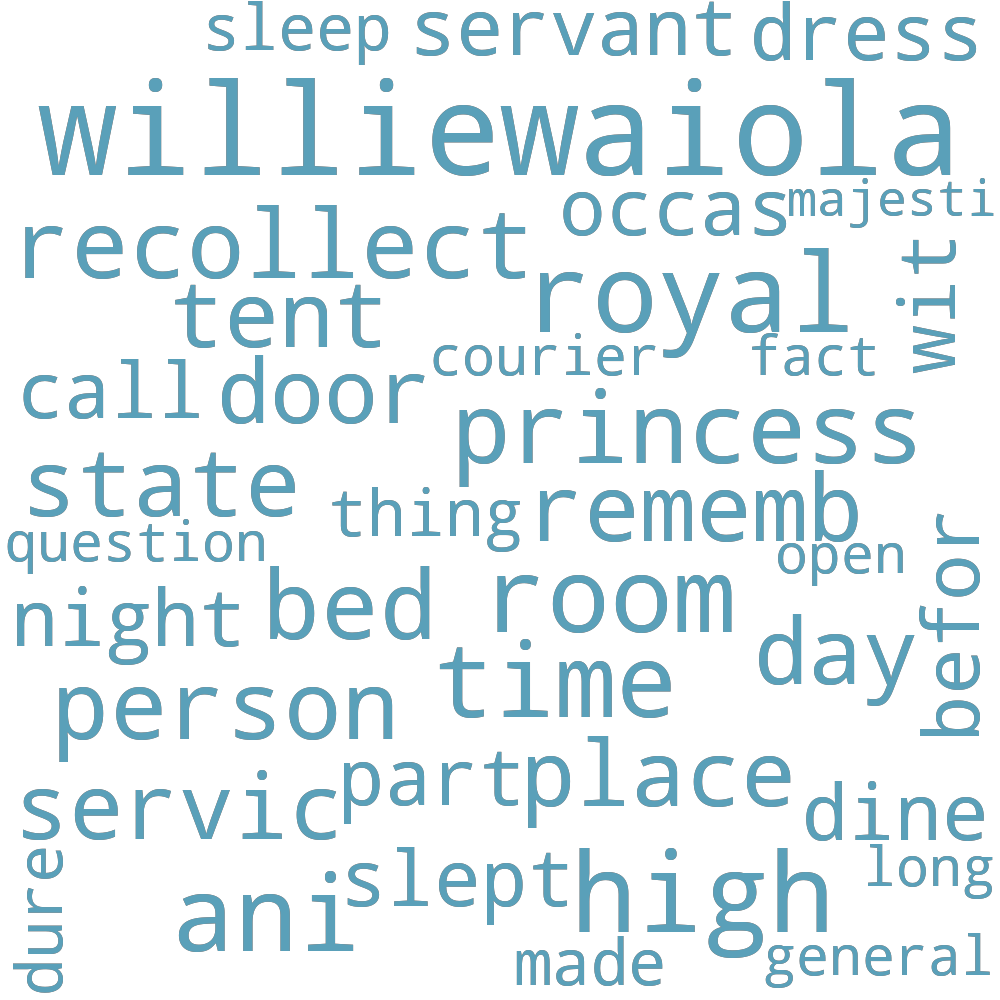 sleep servant dress
williewaiola
occas majesti
recollect
royal
wit
tent
courier fact
call door
princess
state
thing rememb
question
open
befor
night bed room
day
time
person
part place
servic
dine
dure
slept high long
ani
made general